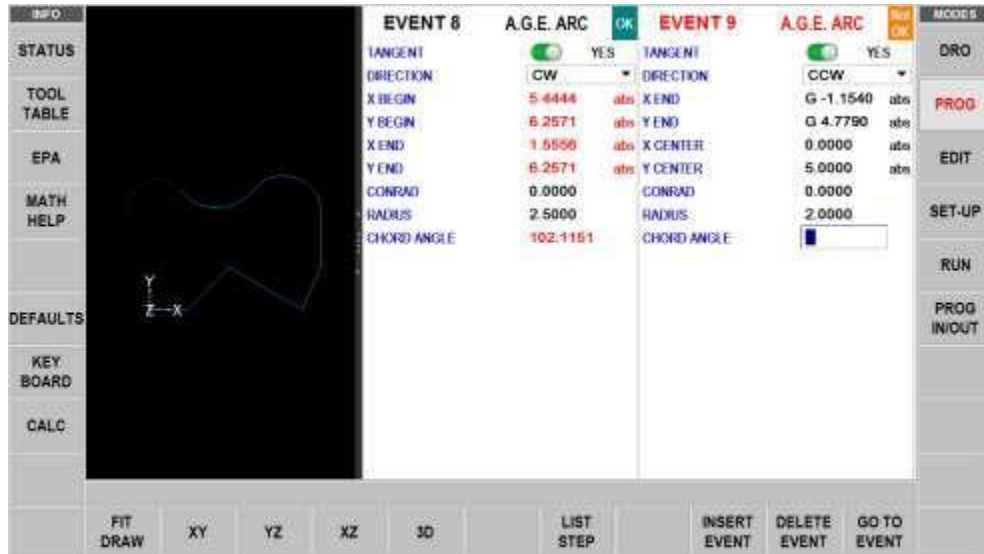 INFO
STATUS
TOOL TABLE
EPA
MATH HELP
DEFAULTS
KEY BOARD
CALC
Y
Z X
EVENT 8 A.G.E. ARC OK
TANGENT YES
DIRECTION CW
X BEGIN 5.4444 abs
Y BEGIN 6.2571 abs
X END 1.5556 abs
Y END 6.2571 abs
CONRAD 0.0000
RADIUS 2.5000
CHORD ANGLE 102.1151
EVENT 9 A.G.E. ARC Not OK
TANGENT YES
DIRECTION CCW
X END G -1.1540 abs
Y END G 4.7790 abs
X CENTER 0.0000 abs
Y CENTER 5.0000 abs
CONRAD 0.0000
RADIUS 2.0000
CHORD ANGLE
MODES
DRO
PROG
EDIT
SET-UP
RUN
PROG IN/OUT
FIT DRAW
XY
YZ
XZ
3D
LIST STEP
INSERT EVENT
DELETE EVENT
GO TO EVENT